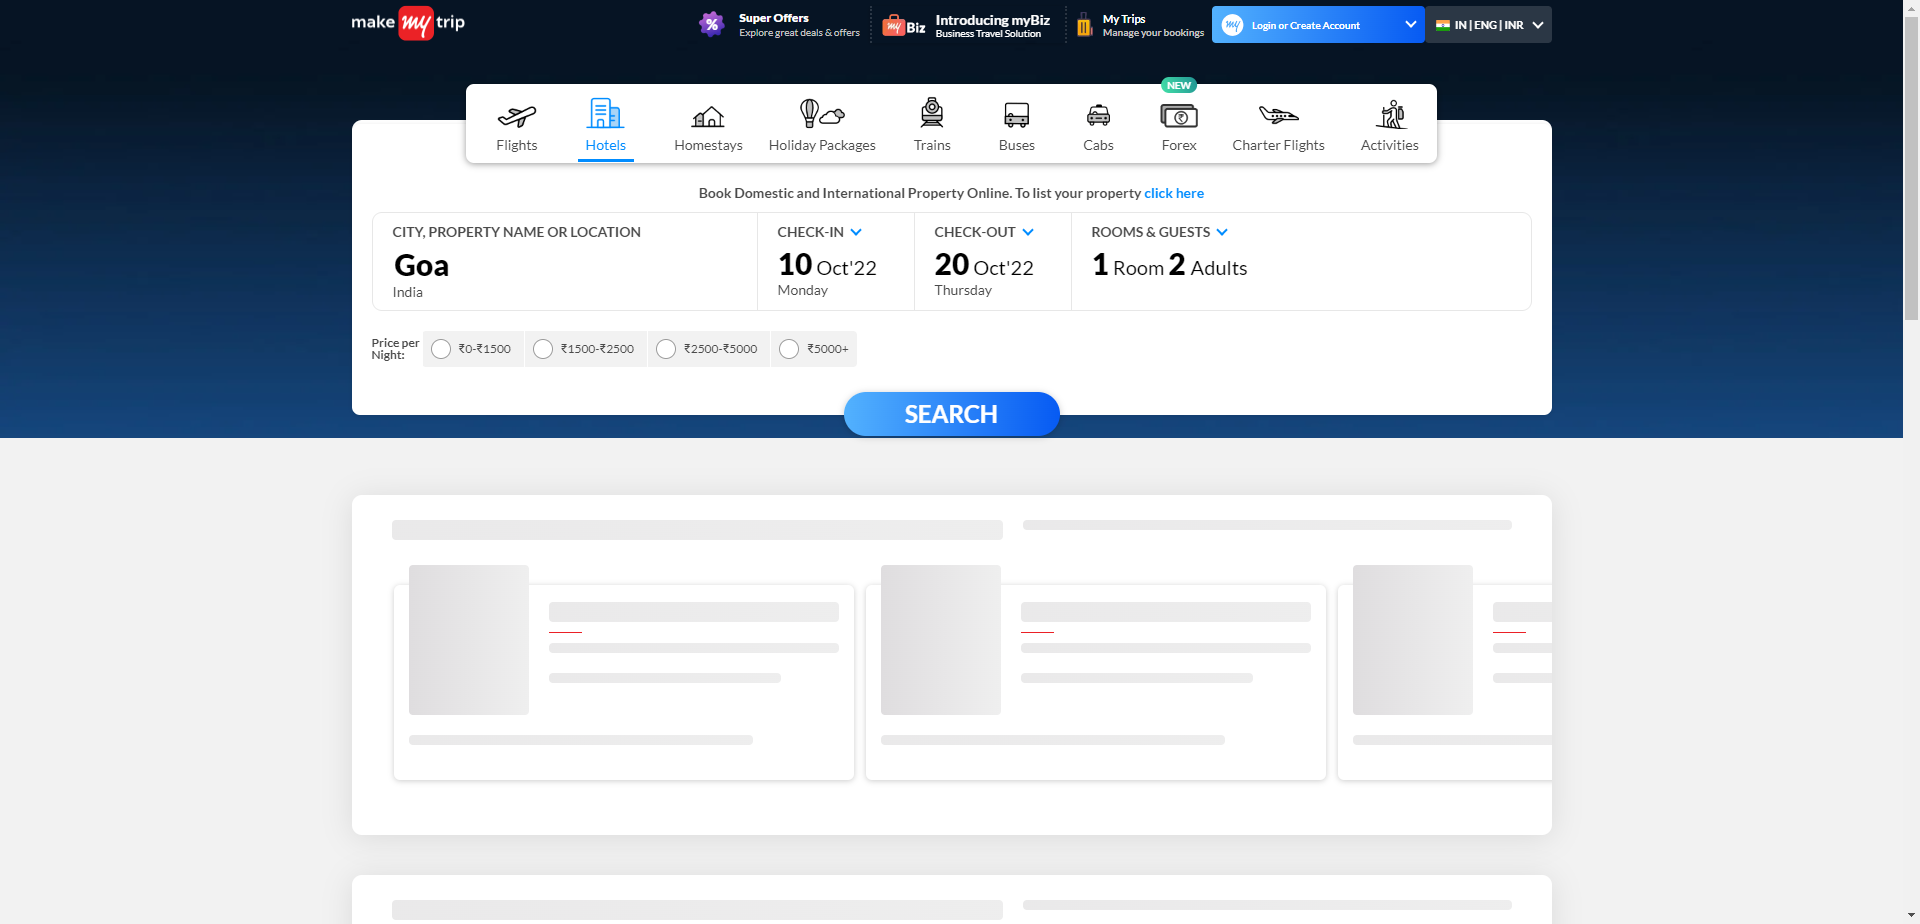 make my trip
%
Super Offers
Explore great deals & offers
my Biz
Introducing myBiz
Business Travel Solution
My Trips
Manage your bookings
my
Login or Create Account
IN | ENG | INR
NEW
Flights
Hotels
Homestays
Holiday Packages
Trains
Buses
Cabs
Forex
Charter Flights
Activities
Book Domestic and International Property Online. To list your property click here
CITY, PROPERTY NAME OR LOCATION
Goa
India
CHECK-IN
10 Oct'22
Monday
CHECK-OUT
20 Oct'22
Thursday
ROOMS & GUESTS
1 Room 2 Adults
Price per
Night:
₹0-₹1500
₹1500-₹2500
₹2500-₹5000
₹5000+
SEARCH